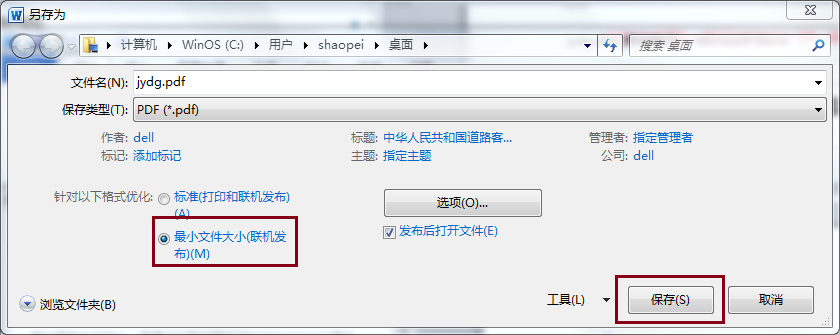 另存为
计算机 WinOS (C:) 用户 shaopei 桌面
搜索 桌面
文件名(N): jydg.pdf
保存类型(T): PDF (*.pdf)
作者: dell 标题: 中华人民共和国道路客... 管理者: 指定管理者
标记: 添加标记 主题: 指定主题 公司: dell
针对以下格式优化: 标准(打印和联机发布)
(A)
选项(O)...
最小文件大小(联机发
布)(M)
发布后打开文件(E)
浏览文件夹(B) 工具(L) 保存(S) 取消